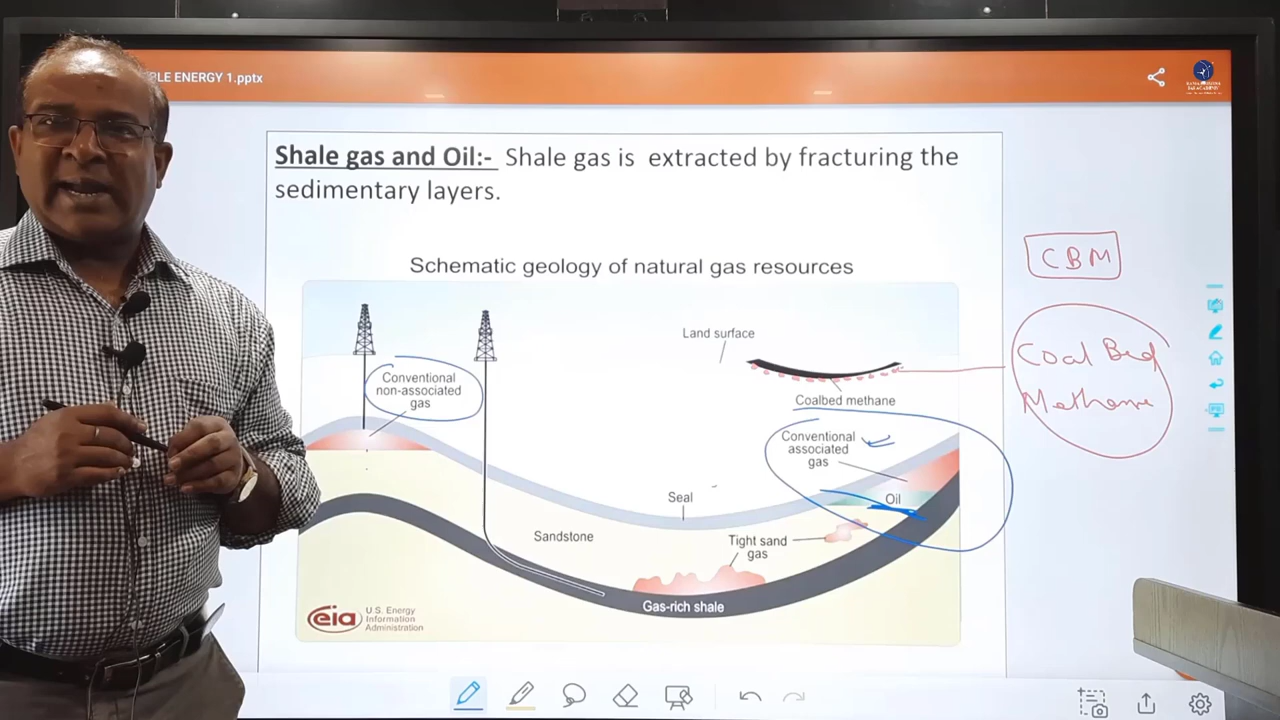 PLE ENERGY 1.pptx
Shale gas and Oil:- Shale gas is extracted by fracturing the
sedimentary layers.
Schematic geology of natural gas resources
Land surface
Conventional
non-associated
gas
Coalbed methane
Conventional
associated
gas
Oil
Seal
Sandstone
Tight sand
gas
Gas-rich shale
eia
U.S. Energy
Information
Administration
CBM
Coal Bed
Methane